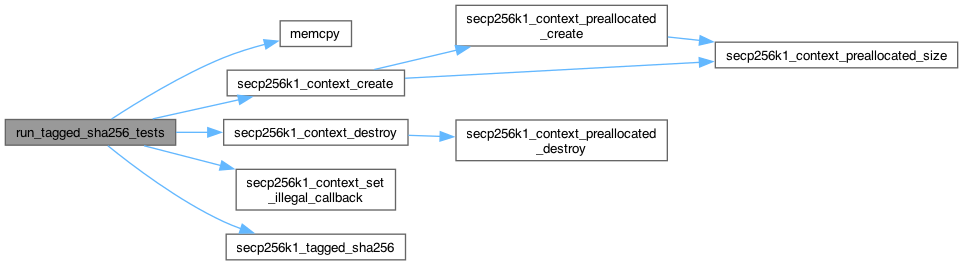 run_tagged_sha256_tests
memcpy
secp256k1_context_create
secp256k1_context_preallocated
_create
secp256k1_context_preallocated_size
secp256k1_context_destroy
secp256k1_context_preallocated
_destroy
secp256k1_context_set
_illegal_callback
secp256k1_tagged_sha256